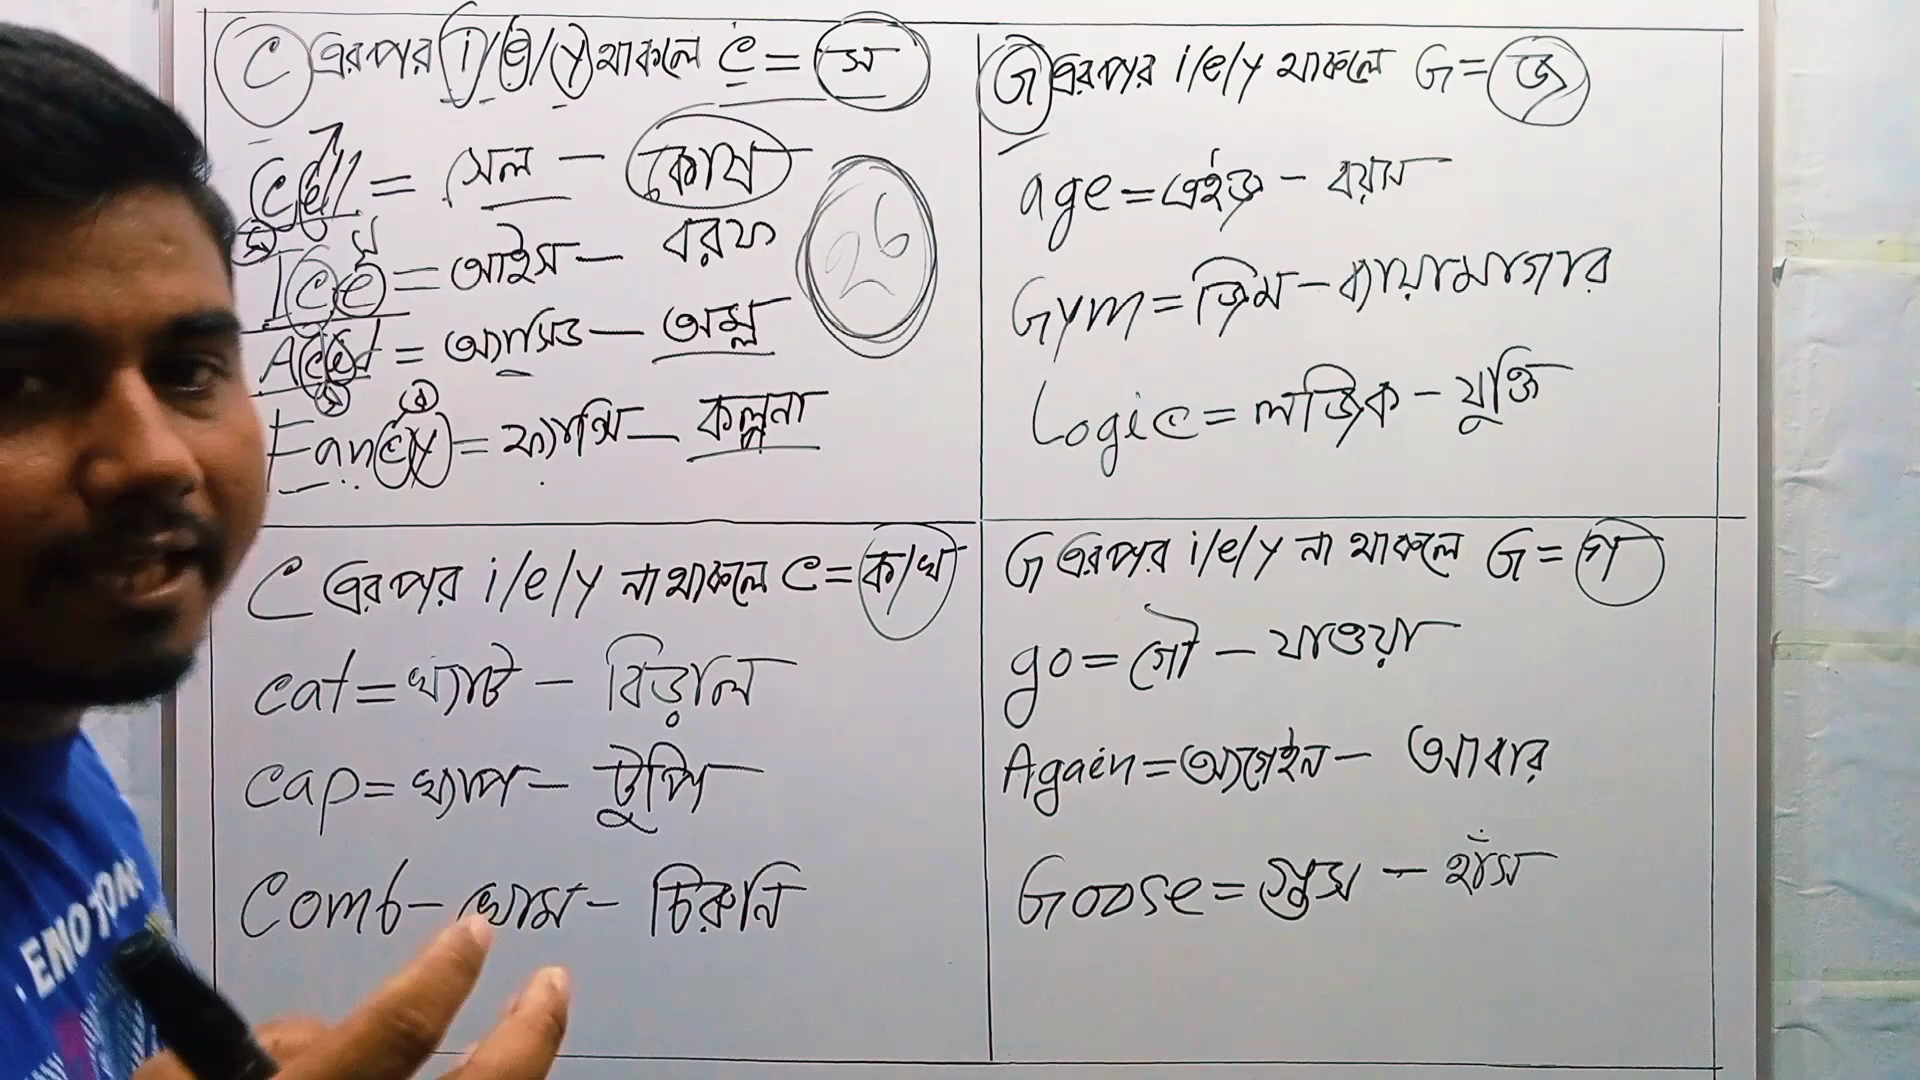 C এরপর i/e/y থাকলে c = স
Cell = সেল - কোষ
স
স
Ice = আইস - বরফ
26
Acid = অ্যাসিড - অম্ল
স
Fancy = ফ্যান্সি - কল্পনা
G এরপর i/e/y থাকলে G = জ
age = এইজ - বয়স
Gym = জিম - ব্যায়ামাগার
Logic = লজিক - যুক্তি
C এরপর i/e/y না থাকলে c = ক/খ
cat = খ্যাট - বিড়াল
cap = খ্যাপ - টুপি
Comb - খোম - চিরুনি
G এরপর i/e/y না থাকলে G = গ
go = গৌ - যাওয়া
Again = অ্যগেইন - আবার
Goose = গুস - হাঁস